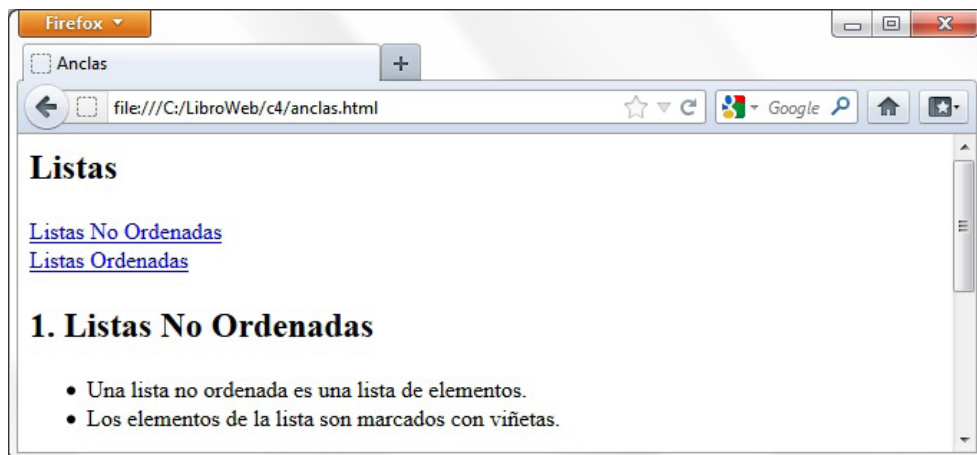 Firefox
Anclas
file:///C:/LibroWeb/c4/anclas.html
Google
Listas
Listas No Ordenadas
Listas Ordenadas
1. Listas No Ordenadas
Una lista no ordenada es una lista de elementos.
Los elementos de la lista son marcados con viñetas.